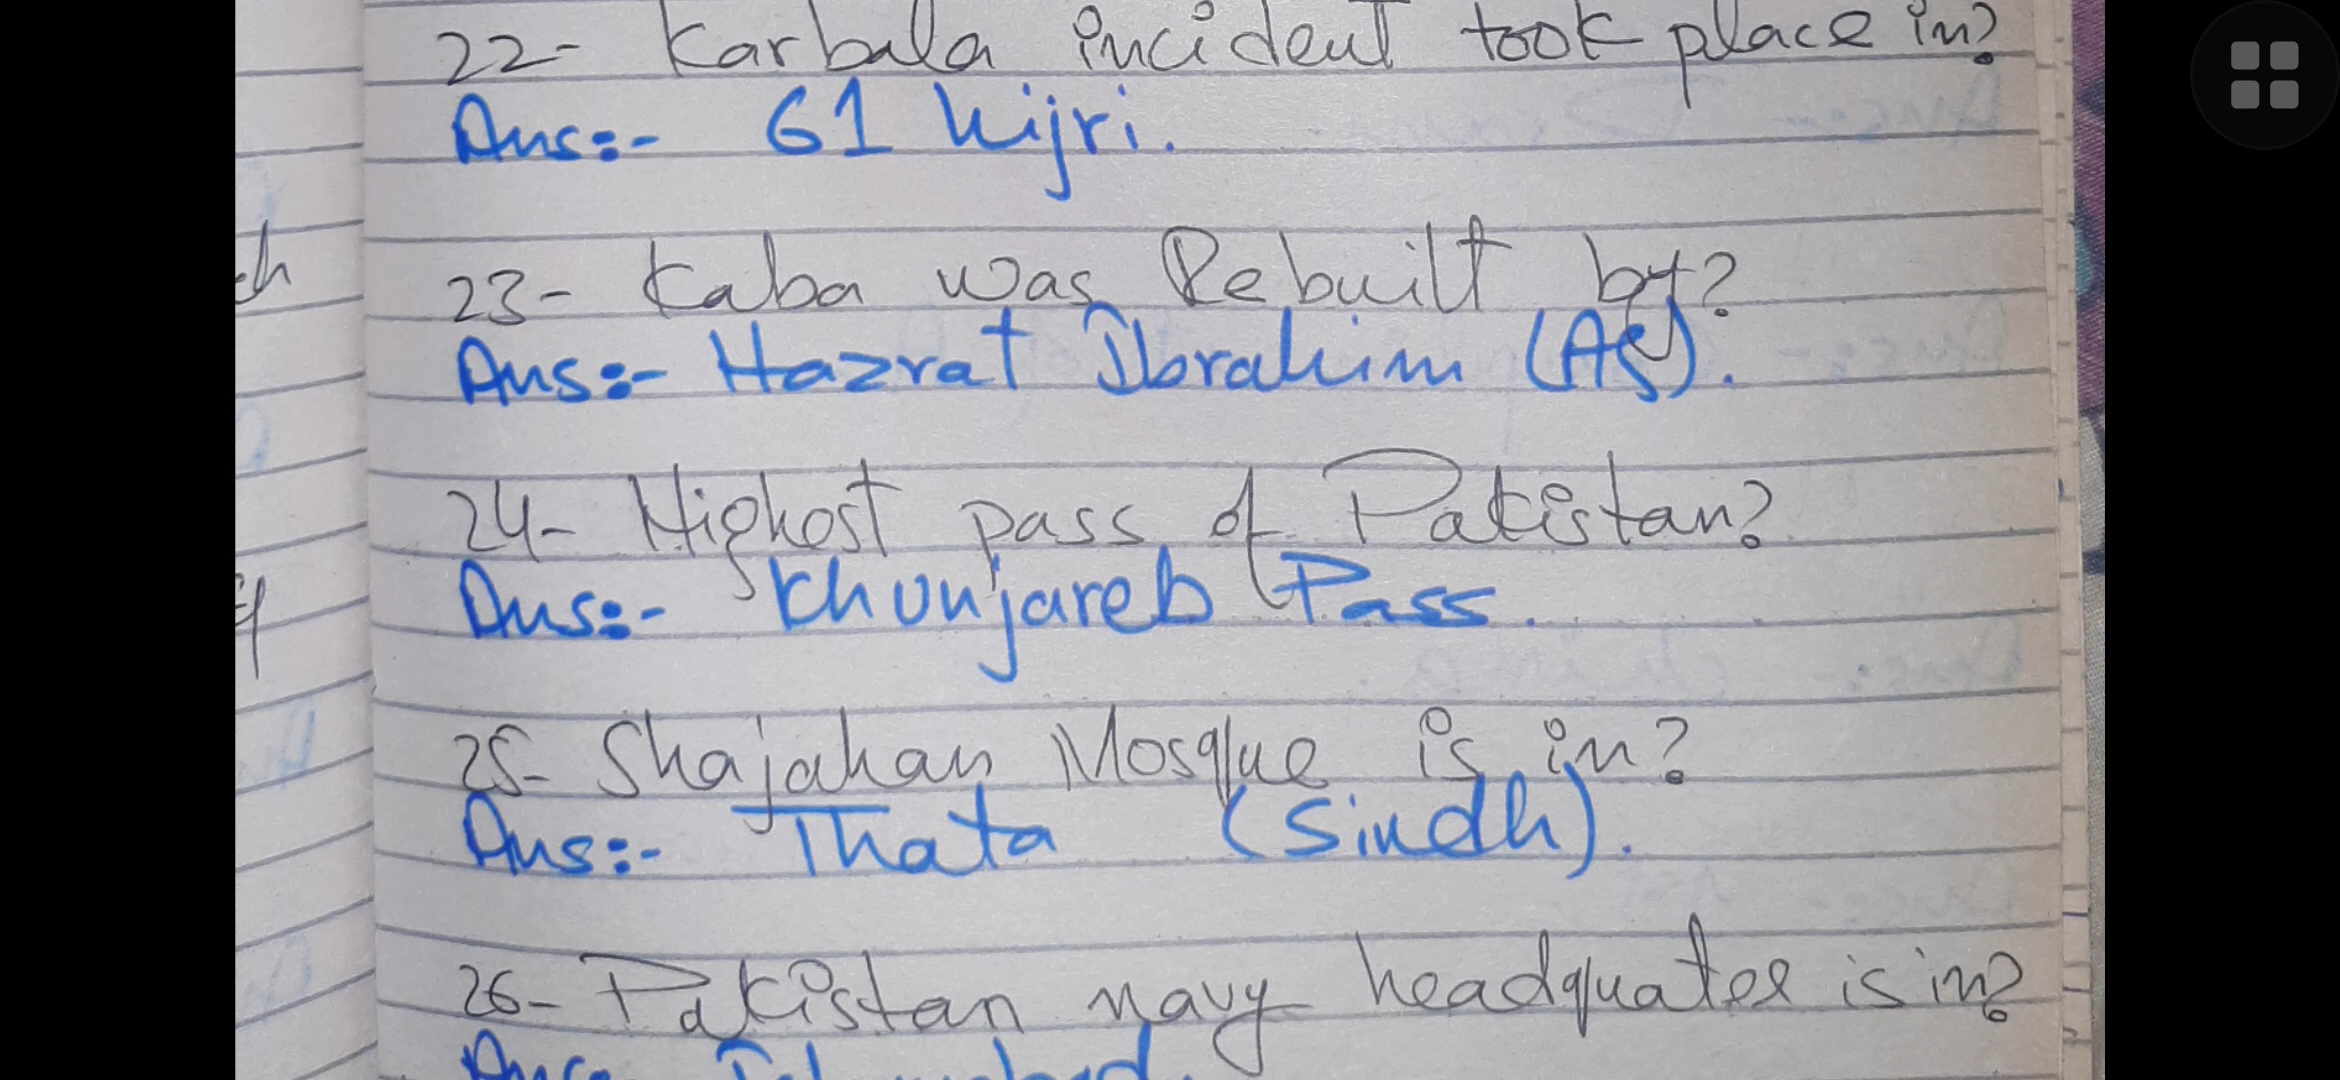 22- Karbala incident took place in?
Ans:- 61 hijri.
23- Kaba was Rebuilt by?
Ans:- Hazrat Ibrahim (AS).
24- Highest pass of Pakistan?
Ans:- Khunjareb Pass.
25- Shajahan Mosque is in?
Ans:- Thata (Sindh).
26- Pakistan navy headquater is in?